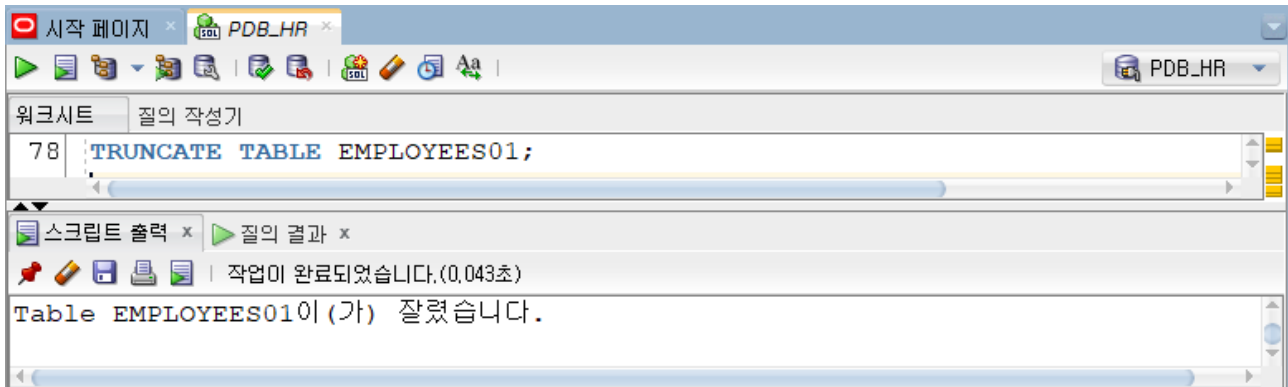 시작 페이지 PDB_HR
PDB_HR
워크시트 질의 작성기
78 TRUNCATE TABLE EMPLOYEES01;
스크립트 출력 x 질의 결과 x
작업이 완료되었습니다.(0.043초)
Table EMPLOYEES01이(가) 잘렸습니다.